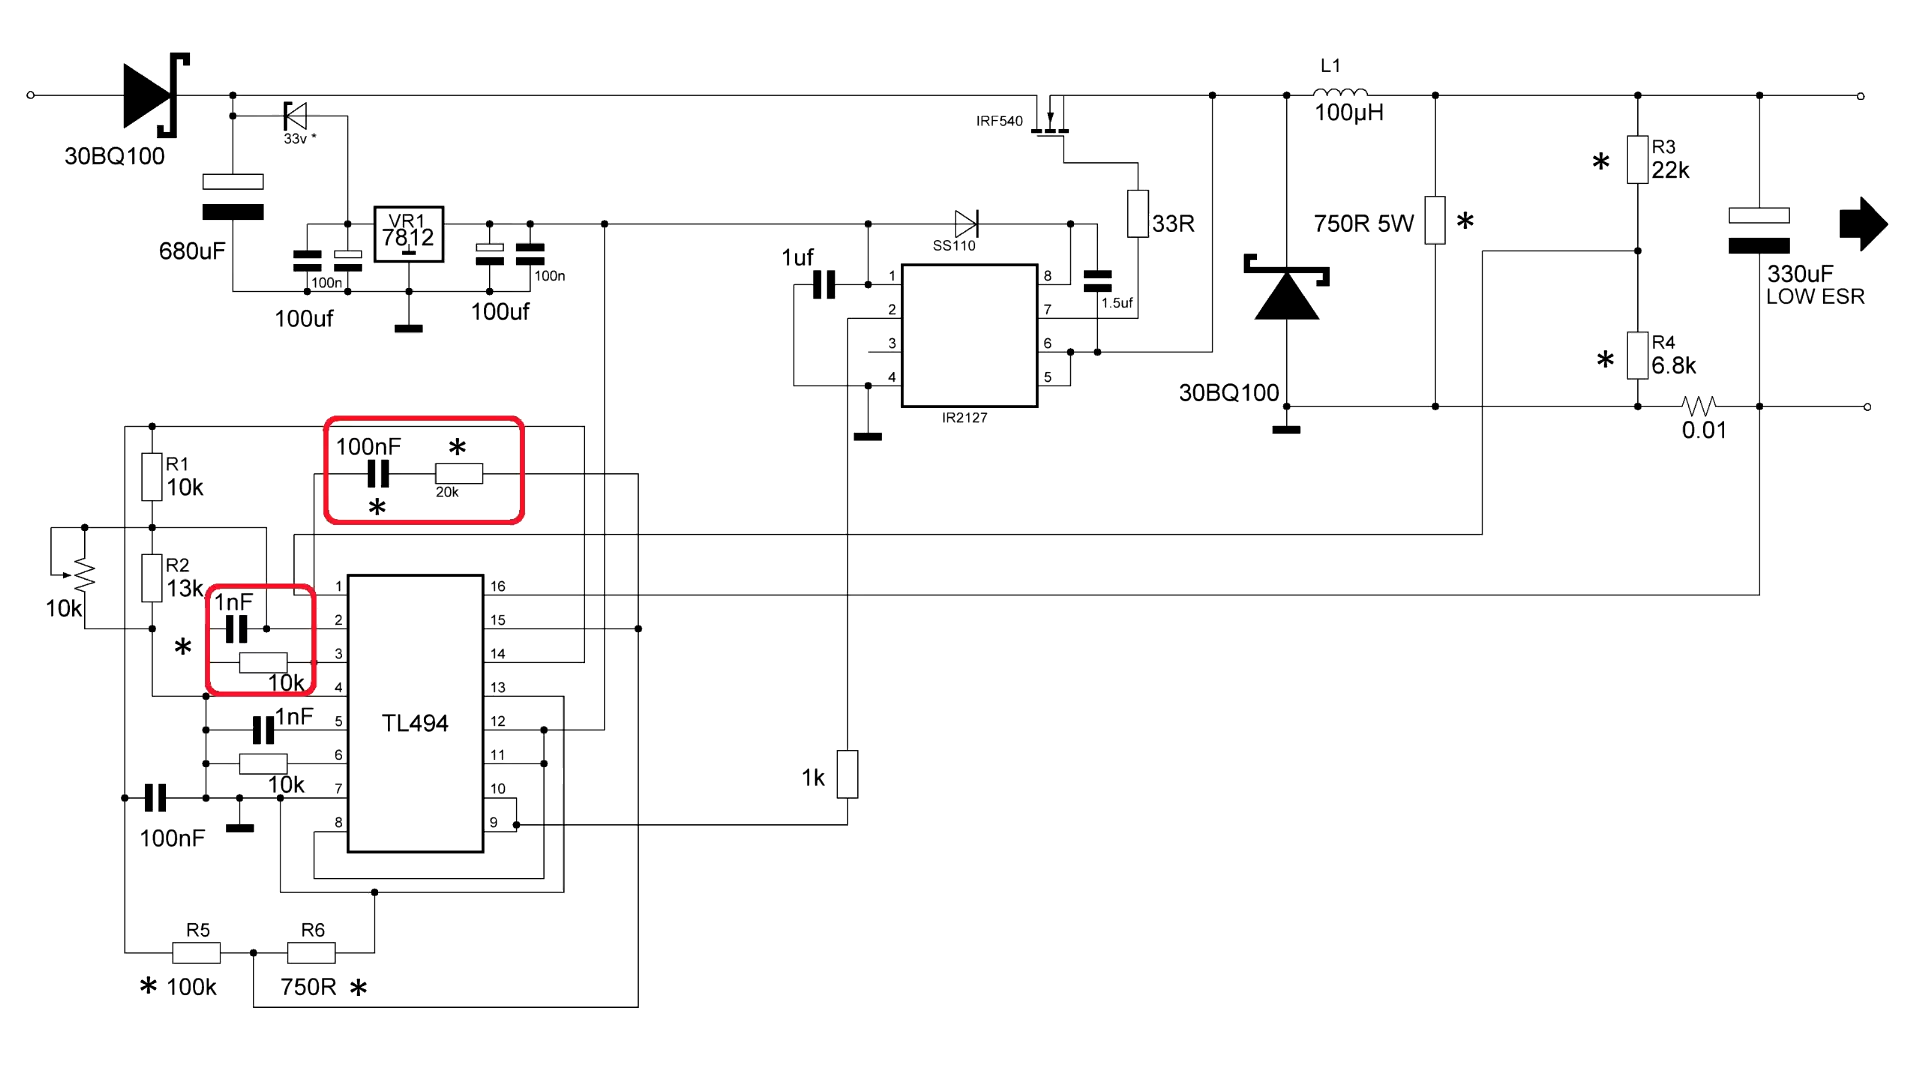 L1
100µH
30BQ100
33v *
IRF540
680uF
VR1
7812
100n
100uf
100n
100uf
SS110
33R
1uf
1
2
3
4
8
7
6
5
1.5uf
IR2127
750R 5W *
* R3
22k
* R4
6.8k
330uF
LOW ESR
30BQ100
0.01
100nF *
20k
*
R1
10k
R2
13k
10k
1nF
*
10k
1nF
10k
100nF
1
2
3
4
5
6
7
8
TL494
16
15
14
13
12
11
10
9
1k
R5
* 100k
R6
750R *